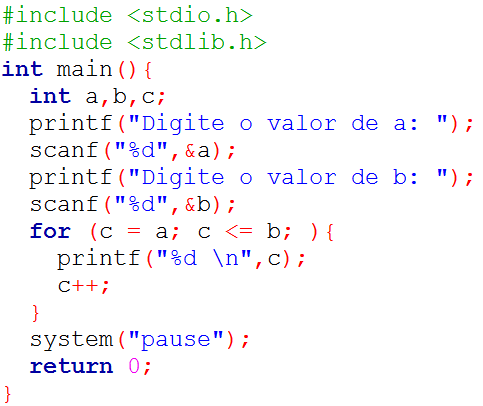 #include <stdio.h>
#include <stdlib.h>
int main(){
  int a,b,c;
  printf("Digite o valor de a: ");
  scanf("%d",&a);
  printf("Digite o valor de b: ");
  scanf("%d",&b);
  for (c = a; c <= b; ){
    printf("%d \n",c);
    c++;
  }
  system("pause");
  return 0;
}